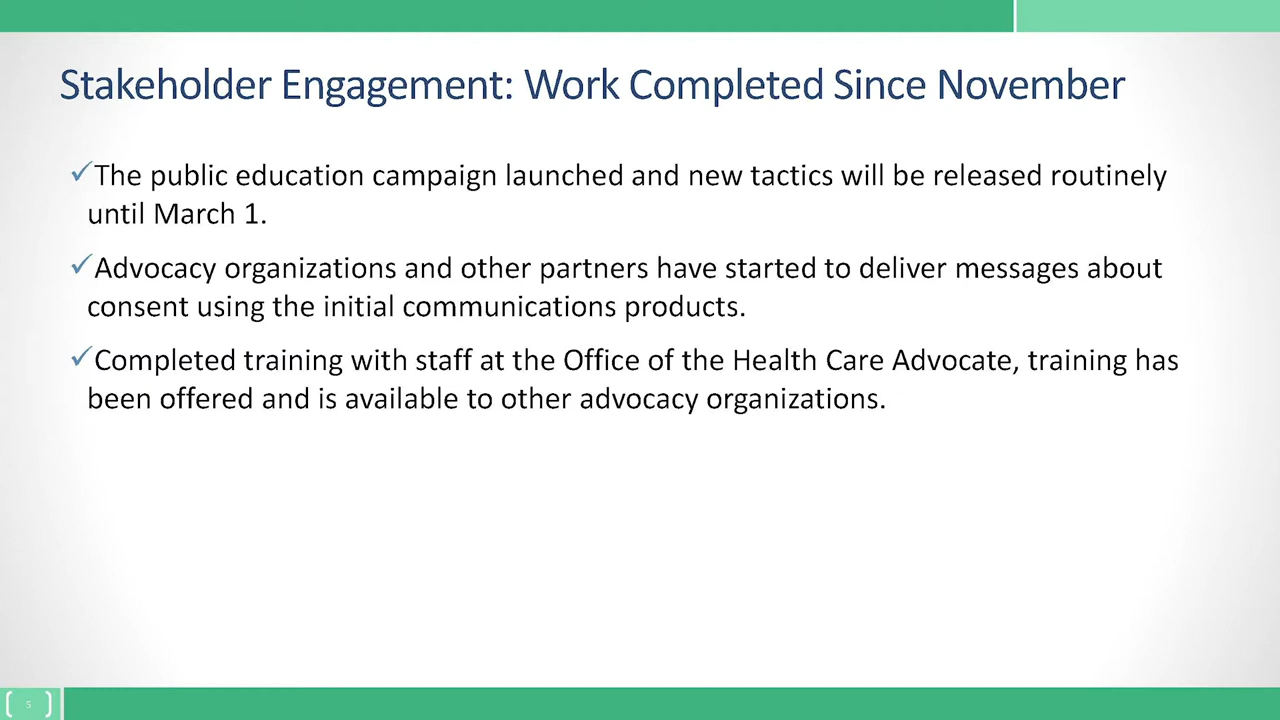 Stakeholder Engagement: Work Completed Since November
✓The public education campaign launched and new tactics will be released routinely
until March 1.
✓Advocacy organizations and other partners have started to deliver messages about
consent using the initial communications products.
✓Completed training with staff at the Office of the Health Care Advocate, training has
been offered and is available to other advocacy organizations.
5